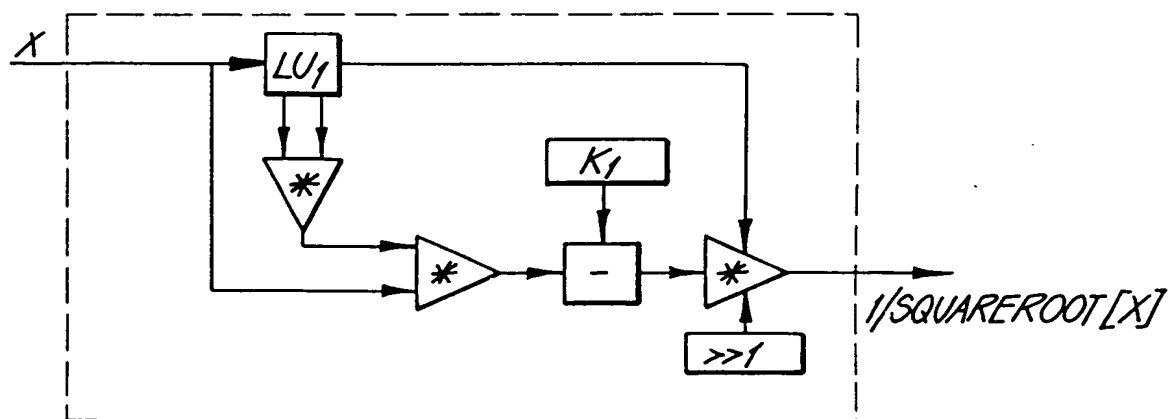 X
LU1
*
K1
*
-
*
1/SQUAREROOT[X]
>>1